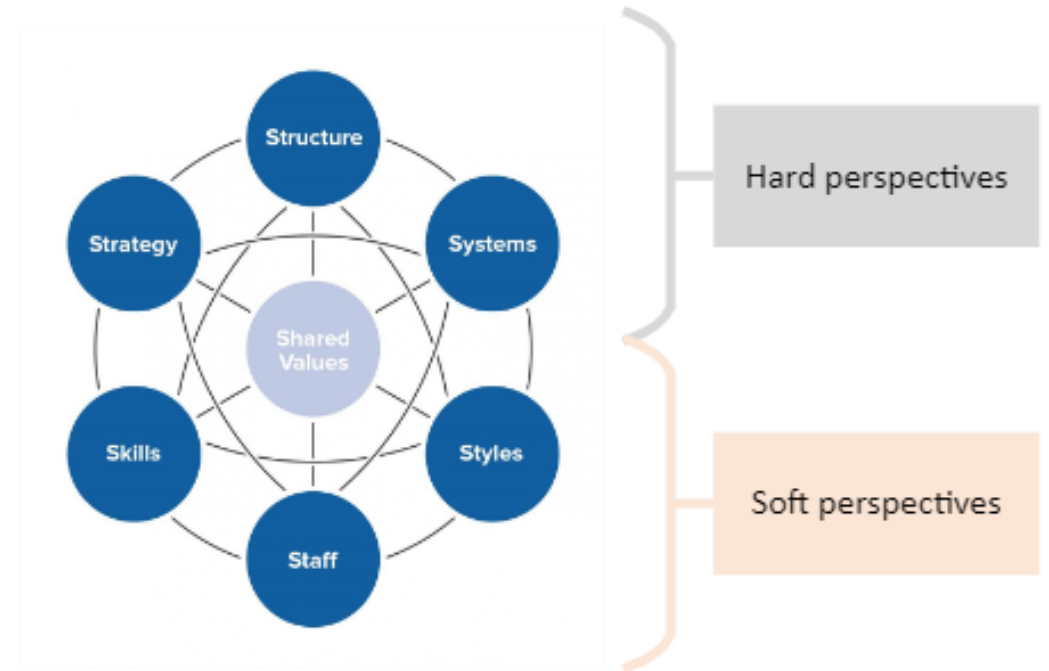 Structure
Strategy
Systems
Shared
Values
Skills
Styles
Staff
Hard perspectives
Soft perspectives